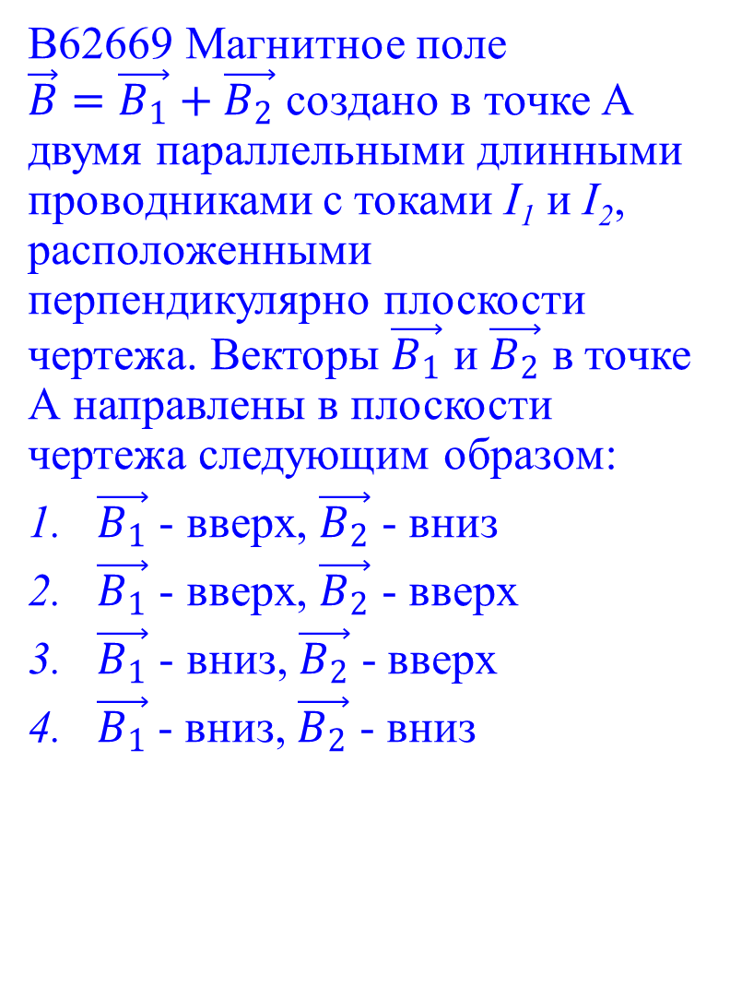 В62669 Магнитное поле
$\overrightarrow{B} = \overrightarrow{B_1} + \overrightarrow{B_2}$ создано в точке А
двумя параллельными длинными
проводниками с токами $I_1$ и $I_2$,
расположенными
перпендикулярно плоскости
чертежа. Векторы $\overrightarrow{B_1}$ и $\overrightarrow{B_2}$ в точке
А направлены в плоскости
чертежа следующим образом:
1. $\overrightarrow{B_1}$ - вверх, $\overrightarrow{B_2}$ - вниз
2. $\overrightarrow{B_1}$ - вверх, $\overrightarrow{B_2}$ - вверх
3. $\overrightarrow{B_1}$ - вниз, $\overrightarrow{B_2}$ - вверх
4. $\overrightarrow{B_1}$ - вниз, $\overrightarrow{B_2}$ - вниз